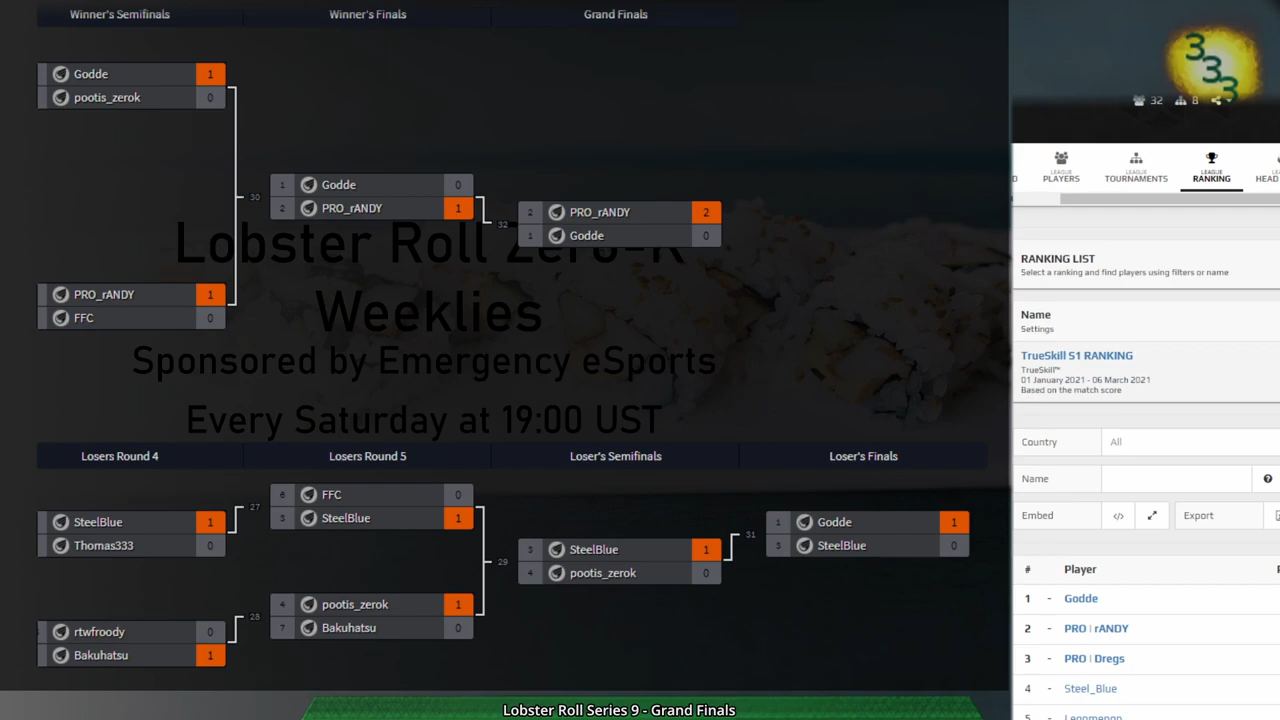 Winner's Semifinals
Winner's Finals
Grand Finals
Godde 1
pootis_zerok 0
30
1 Godde 0
2 PRO_rANDY 1
32
2 PRO_rANDY 2
1 Godde 0
PRO_rANDY 1
FFC 0
Lobster Roll Zero-K
Weeklies
Sponsored by Emergency eSports
Every Saturday at 19:00 UST
Losers Round 4
Losers Round 5
Loser's Semifinals
Loser's Finals
SteelBlue 1
Thomas333 0
27
FFC 0
SteelBlue 1
29
SteelBlue 1
4 pootis_zerok 0
31
1 Godde 1
SteelBlue 0
rtwfroody 0
Bakuhatsu 1
28
4 pootis_zerok 1
7 Bakuhatsu 0
Lobster Roll Series 9 - Grand Finals
3
3
3
32 8
LEAGUE
PLAYERS
LEAGUE
TOURNAMENTS
LEAGUE
RANKING
HEAD
RANKING LIST
Select a ranking and find players using filters or name
Name
Settings
TrueSkill S1 RANKING
TrueSkill™
01 January 2021 - 06 March 2021
Based on the match score
Country All
Name
Embed </> Export
# Player
1 - Godde
2 - PRO | rANDY
3 - PRO | Dregs
4 - Steel_Blue